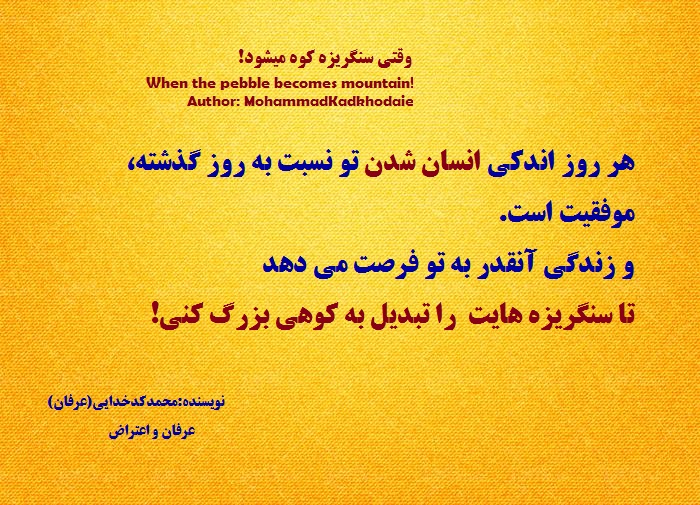 وقتی سنگریزه کوه میشود!
When the pebble becomes mountain!
Author: MohammadKadkhodaie
هر روز اندکی انسان شدن تو نسبت به روز گذشته،
موفقیت است.
و زندگی آنقدر به تو فرصت می دهد
تا سنگریزه هایت را تبدیل به کوهی بزرگ کنی!
نویسنده:محمدکدخدایی(عرفان)
عرفان و اعتراض